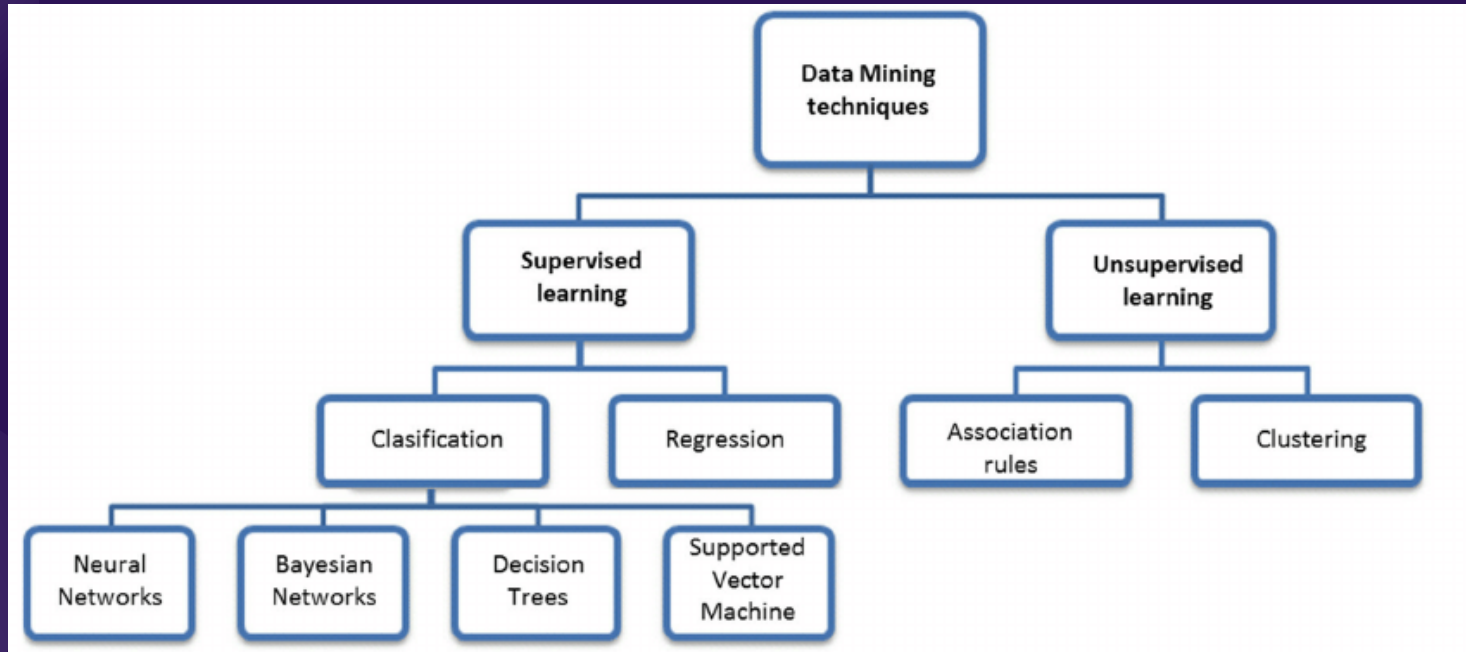 Data Mining
techniques
Supervised
learning
Unsupervised
learning
Clasification
Regression
Association
rules
Clustering
Neural
Networks
Bayesian
Networks
Decision
Trees
Supported
Vector
Machine